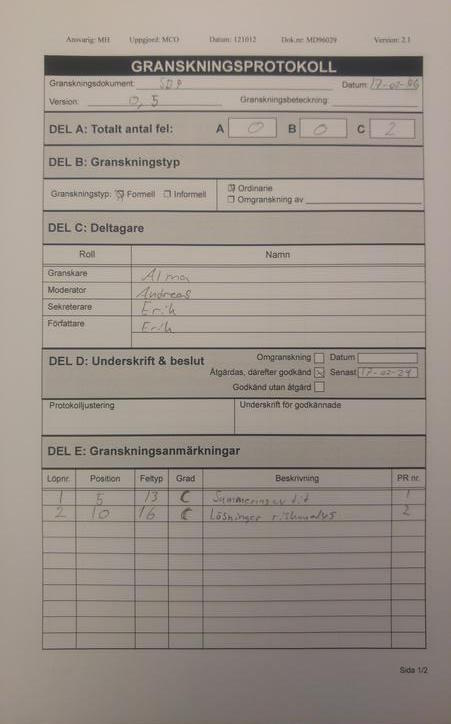 Ansvarig: MH Uppgjord: MCO Datum: 121012 Dok.nr: MD96029 Version: 2.1
GRANSKNINGSPROTOKOLL
Granskningsdokument: SDP Datum: 17-02-
Version: 0,5 Granskningsbeteckning:
DEL A: Totalt antal fel: A 0 B 0 C 2
DEL B: Granskningstyp
Granskningstyp: Formell Informell
Ordinarie
Omgranskning av
DEL C: Deltagare
Roll Namn
Granskare Alma
Moderator Andreas
Sekreterare Erik
Författare Erik
DEL D: Underskrift & beslut
Omgranskning Datum
Åtgärdas, därefter godkänd Senast 17-02-24
Godkänd utan åtgärd
Protokolljustering Underskrift för godkännade
DEL E: Granskningsanmärkningar
Löpnr. Position Feltyp Grad Beskrivning PR nr.
1 5 13 C Summering av tid 1
2 10 16 C Lösningar 2
Sida 1/2